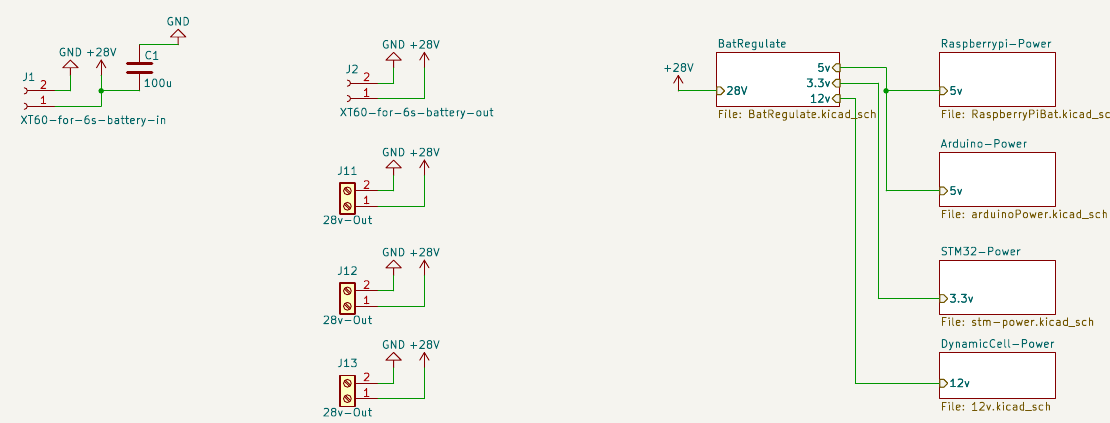 GND
GND +28V
C1
J1
2
1
100u
XT60-for-6s-battery-in
GND +28V
J2
2
1
XT60-for-6s-battery-out
GND +28V
J11
2
1
28v-Out
GND +28V
J12
2
1
28v-Out
GND +28V
J13
2
1
28v-Out
+28V
BatRegulate
28V
5v
3.3v
12v
File: BatRegulate.kicad_sch
Raspberrypi-Power
5v
File: RaspberryPiBat.kicad_sc
Arduino-Power
5v
File: arduinoPower.kicad_sch
STM32-Power
3.3v
File: stm-power.kicad_sch
DynamicCell-Power
12v
File: 12v.kicad_sch